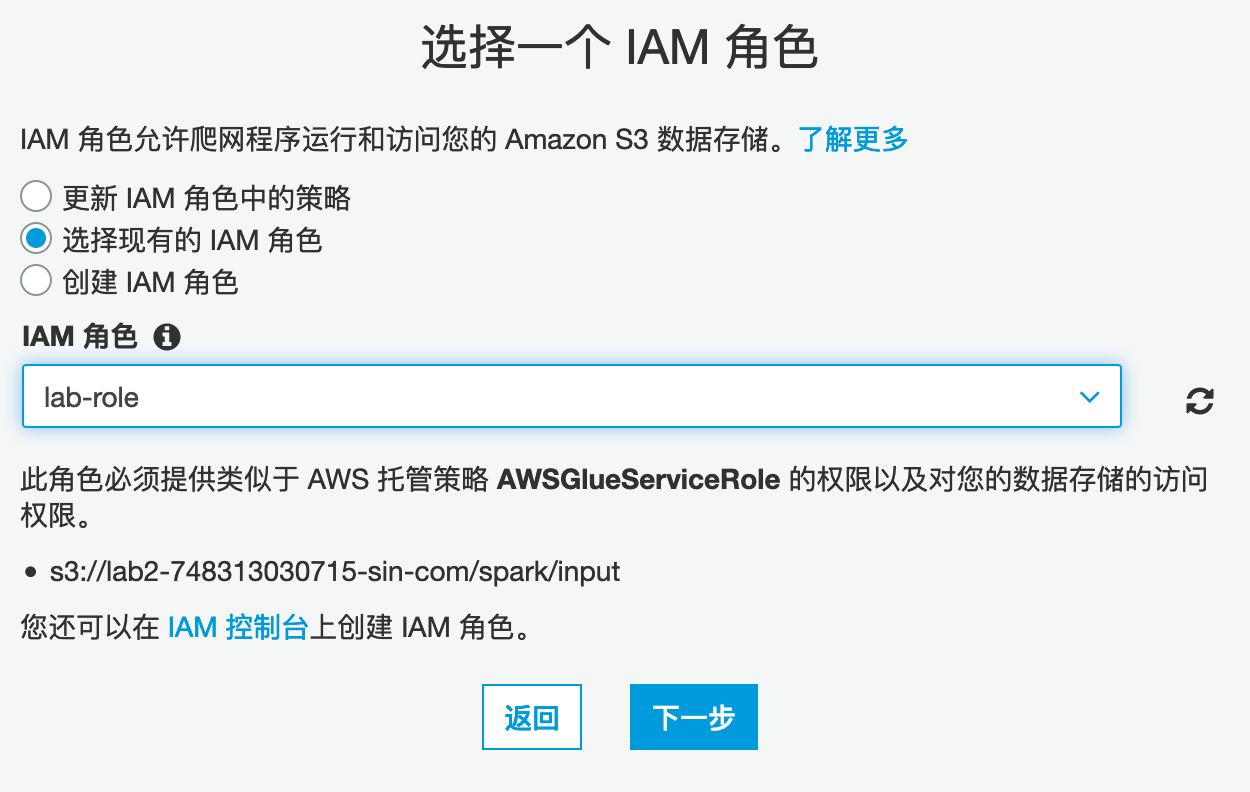 选择一个 IAM 角色
IAM 角色允许爬网程序运行和访问您的 Amazon S3 数据存储。了解更多
更新 IAM 角色中的策略
选择现有的 IAM 角色
创建 IAM 角色
IAM 角色
lab-role
此角色必须提供类似于 AWS 托管策略 AWSGlueServiceRole 的权限以及对您的数据存储的访问
权限。
• s3://lab2-748313030715-sin-com/spark/input
您还可以在 IAM 控制台上创建 IAM 角色。
返回
下一步